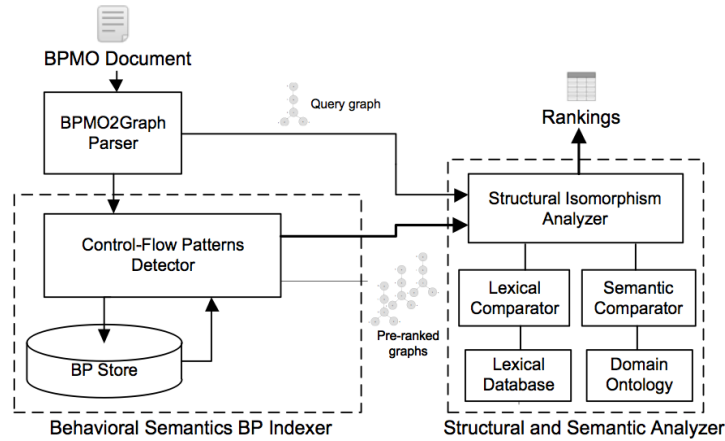 BPMO Document
BPMO2Graph
Parser
Query graph
Rankings
Structural Isomorphism
Analyzer
Control-Flow Patterns
Detector
Lexical
Comparator
Semantic
Comparator
Pre-ranked
graphs
BP Store
Lexical
Database
Domain
Ontology
Behavioral Semantics BP Indexer
Structural and Semantic Analyzer